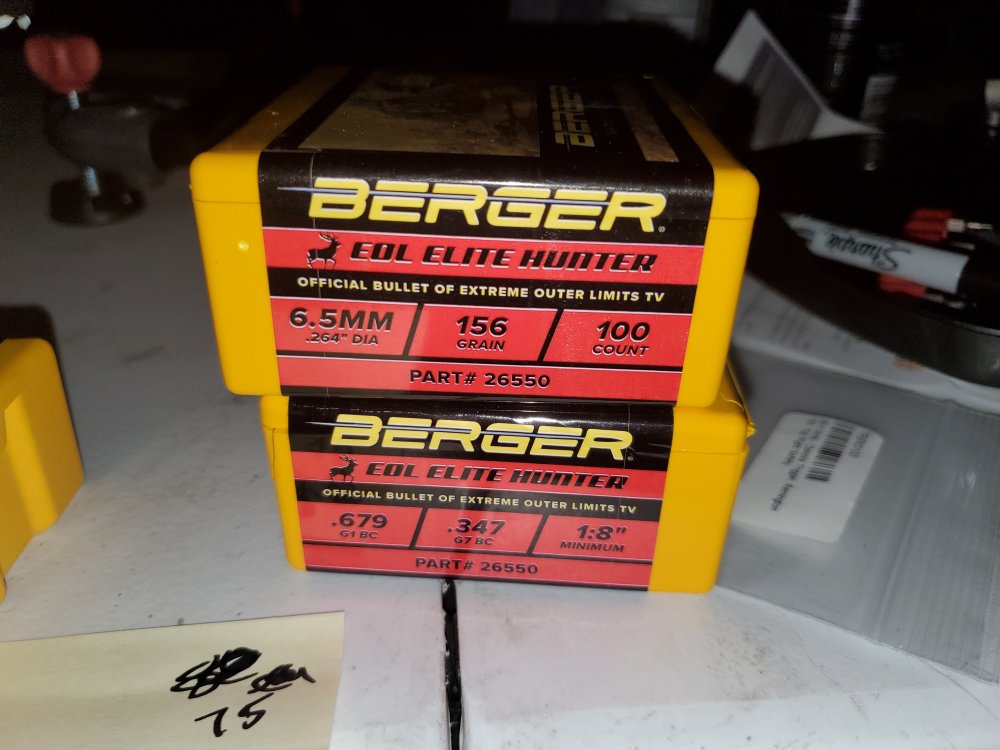 BERGER
BERGER
EOL ELITE HUNTER
OFFICIAL BULLET OF EXTREME OUTER LIMITS TV
6.5MM 156 100
.264" DIA GRAIN COUNT
PART# 26550
BERGER
EOL ELITE HUNTER
OFFICIAL BULLET OF EXTREME OUTER LIMITS TV
.679 .347 1:8"
G1 BC G7 BC MINIMUM
PART# 26550
Sharpie
75